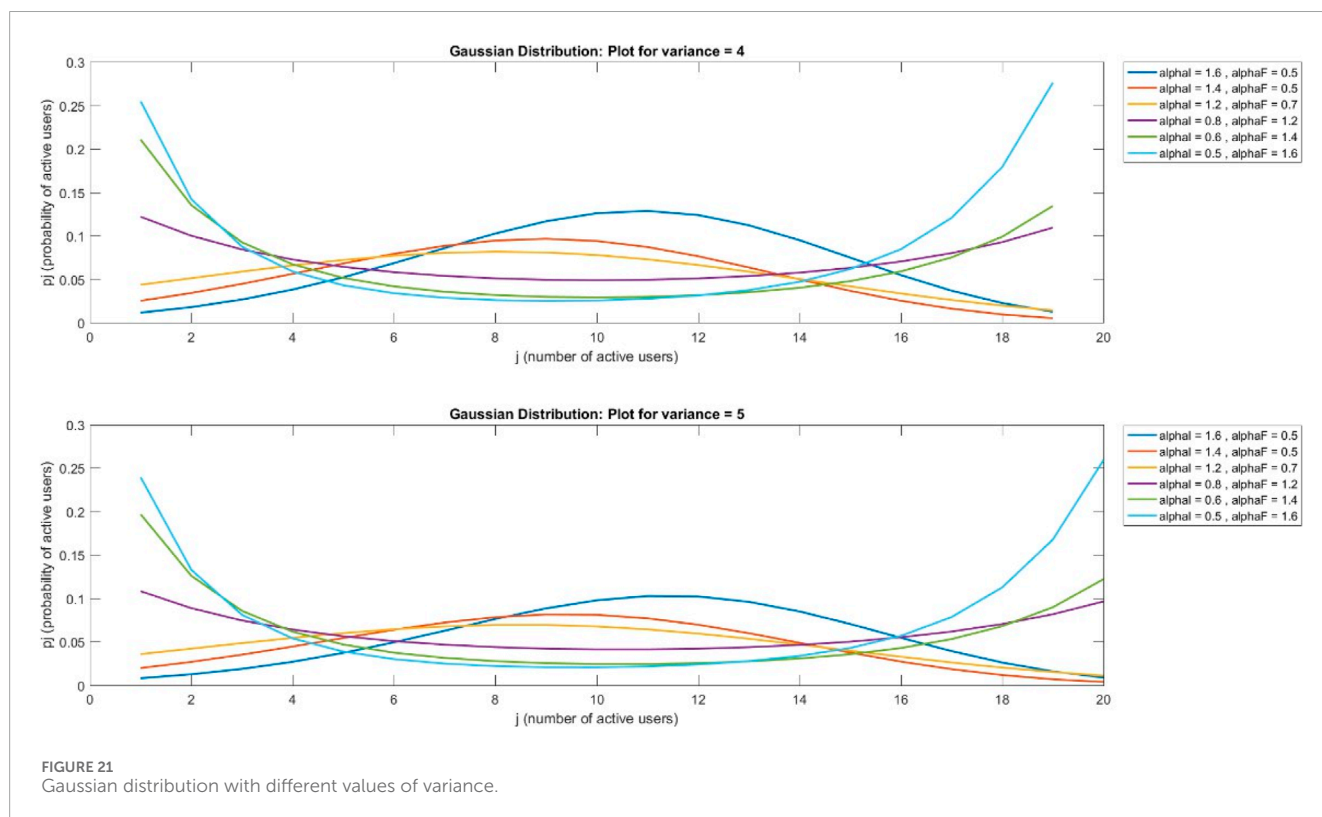 Gaussian Distribution: Plot for variance = 4
0.3
0.25
0.2
0.15
0.1
0.05
0
pj (probability of active users)
0 2 4 6 8 10 12 14 16 18 20
j (number of active users)
alphaI = 1.6 , alphaF = 0.5
alphaI = 1.4 , alphaF = 0.5
alphaI = 1.2 , alphaF = 0.7
alphaI = 0.8 , alphaF = 1.2
alphaI = 0.6 , alphaF = 1.4
alphaI = 0.5 , alphaF = 1.6
Gaussian Distribution: Plot for variance = 5
0.3
0.25
0.2
0.15
0.1
0.05
0
pj (probability of active users)
0 2 4 6 8 10 12 14 16 18 20
j (number of active users)
alphaI = 1.6 , alphaF = 0.5
alphaI = 1.4 , alphaF = 0.5
alphaI = 1.2 , alphaF = 0.7
alphaI = 0.8 , alphaF = 1.2
alphaI = 0.6 , alphaF = 1.4
alphaI = 0.5 , alphaF = 1.6
FIGURE 21
Gaussian distribution with different values of variance.